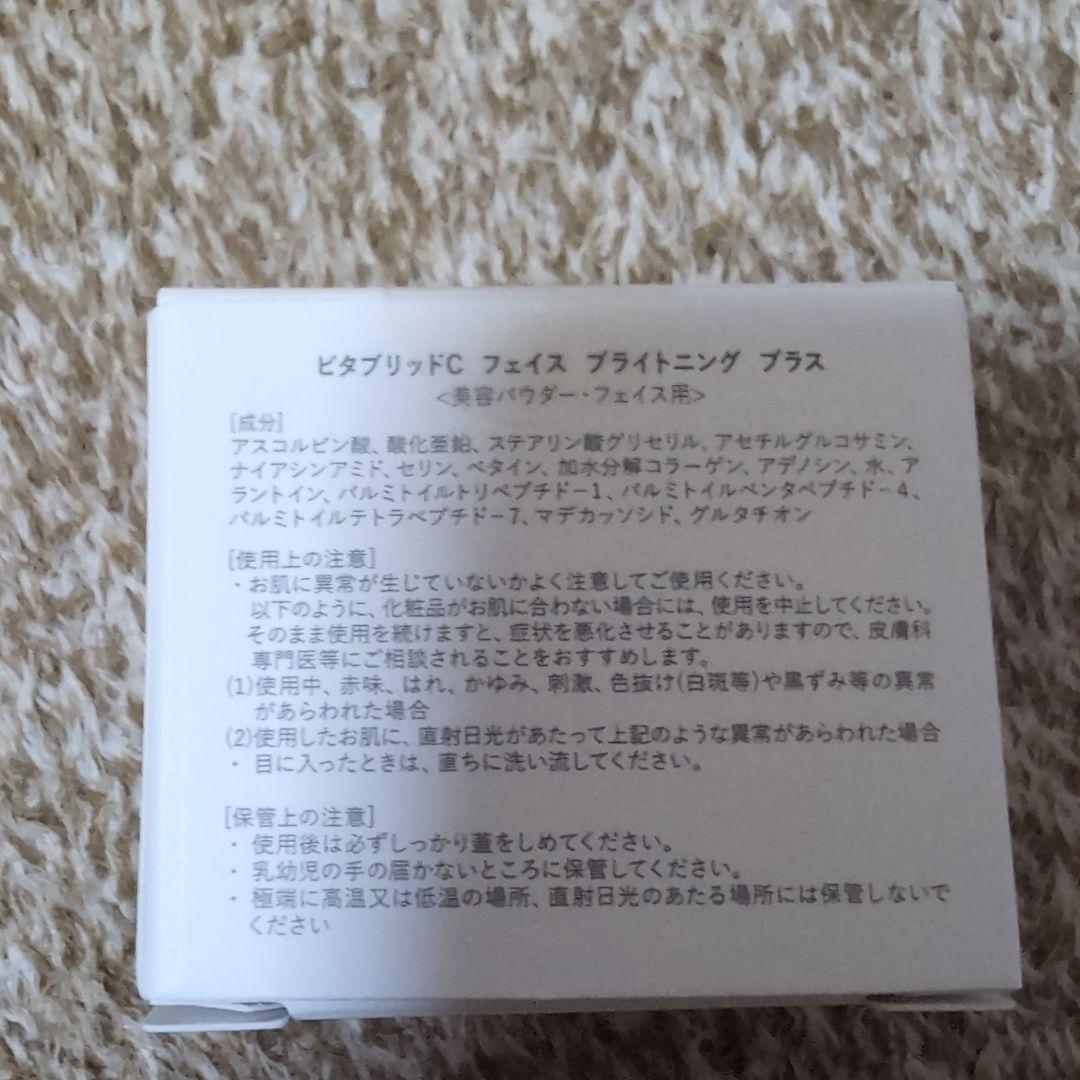 ビタブリッドC フェイス ブライトニング プラス
<美容パウダー・フェイス用>
[成分]
アスコルビン酸、酸化亜鉛、ステアリン酸グリセリル、アセチルグルコサミン、
ナイアシンアミド、セリン、ベタイン、加水分解コラーゲン、アデノシン、水、ア
ラントイン、パルミトイルトリペプチド−1、パルミトイルペンタペプチド−4、
パルミトイルテトラペプチド−7、マデカッソシド、グルタチオン
[使用上の注意]
・お肌に異常が生じていないかよく注意してご使用ください。
以下のように、化粧品がお肌に合わない場合には、使用を中止してください。
そのまま使用を続けますと、症状を悪化させることがありますので、皮膚科
専門医等にご相談されることをおすすめします。
(1)使用中、赤味、はれ、かゆみ、刺激、色抜け(白斑等)や黒ずみ等の異常
があらわれた場合
(2)使用したお肌に、直射日光があたって上記のような異常があらわれた場合
・目に入ったときは、直ちに洗い流してください。
[保管上の注意]
・使用後は必ずしっかり蓋をしめてください。
・乳幼児の手の届かないところに保管してください。
・極端に高温又は低温の場所、直射日光のあたる場所には保管しないで
ください